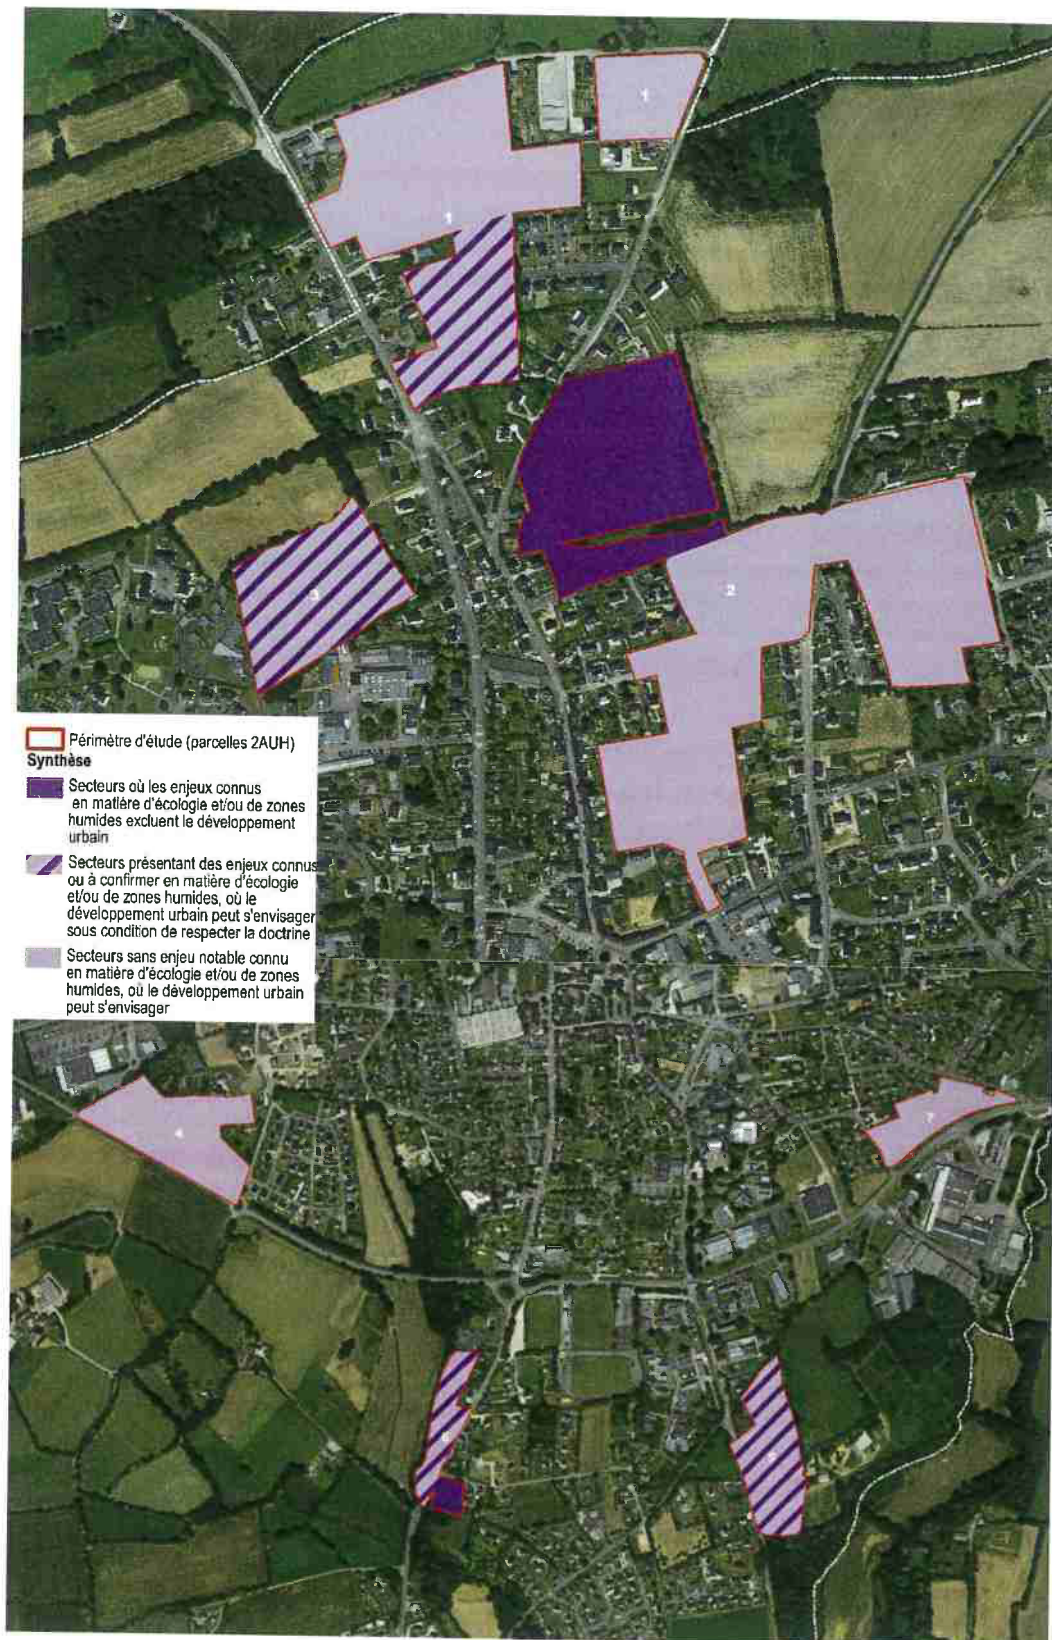 1
1
2
3
Périmètre d'étude (parcelles 2AUH)
Synthèse
Secteurs où les enjeux connus
en matière d'écologie et/ou de zones
humides excluent le développement
urbain
Secteurs présentant des enjeux connus
ou à confirmer en matière d'écologie
et/ou de zones humides, où le
développement urbain peut s'envisager
sous condition de respecter la doctrine
Secteurs sans enjeu notable connu
en matière d'écologie et/ou de zones
humides, où le développement urbain
peut s'envisager
4
7